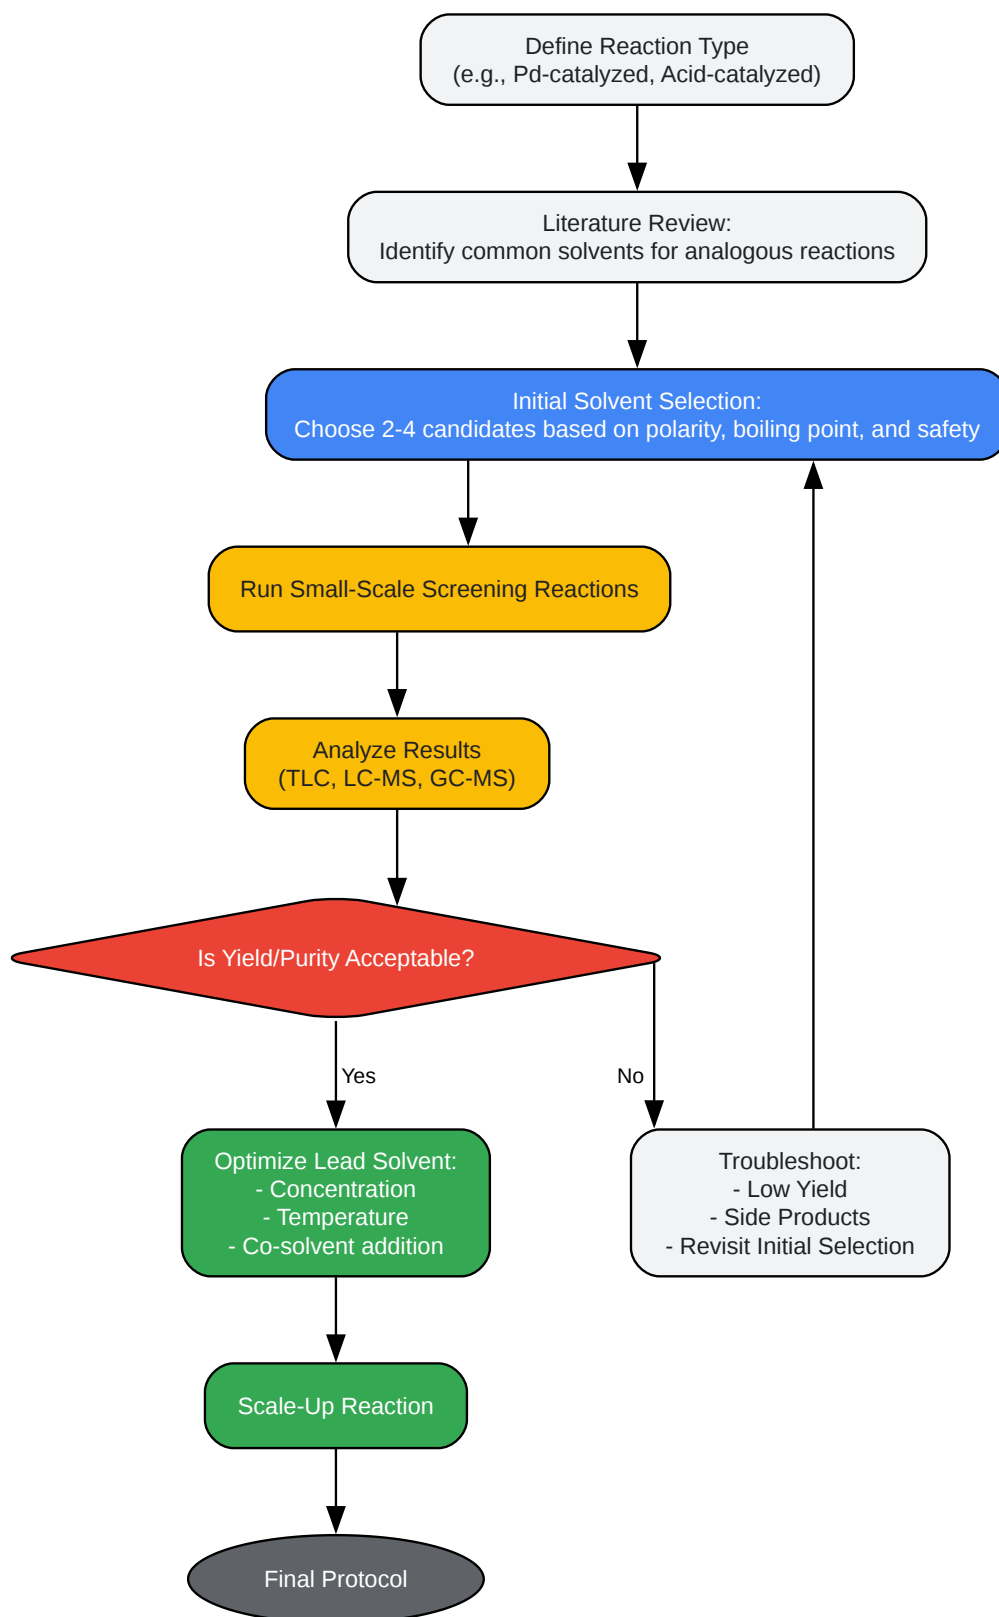 Define Reaction Type
(e.g., Pd-catalyzed, Acid-catalyzed)
Literature Review:
Identify common solvents for analogous reactions
Initial Solvent Selection:
Choose 2-4 candidates based on polarity, boiling point, and safety
Run Small-Scale Screening Reactions
Analyze Results
(TLC, LC-MS, GC-MS)
Is Yield/Purity Acceptable?
Yes
No
Optimize Lead Solvent:
- Concentration
- Temperature
- Co-solvent addition
Troubleshoot:
- Low Yield
- Side Products
- Revisit Initial Selection
Scale-Up Reaction
Final Protocol